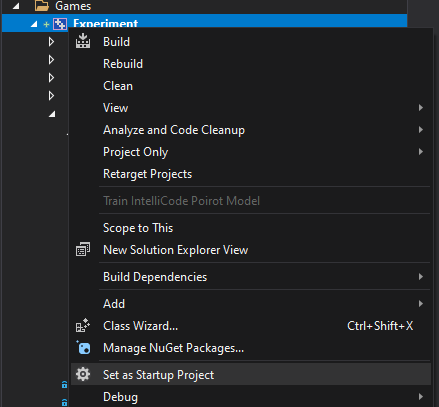 Games
Experiment
Build
Rebuild
Clean
View
Analyze and Code Cleanup
Project Only
Retarget Projects
Train IntelliCode Poirot Model
Scope to This
New Solution Explorer View
Build Dependencies
Add
Class Wizard... Ctrl+Shift+X
Manage NuGet Packages...
Set as Startup Project
Debug